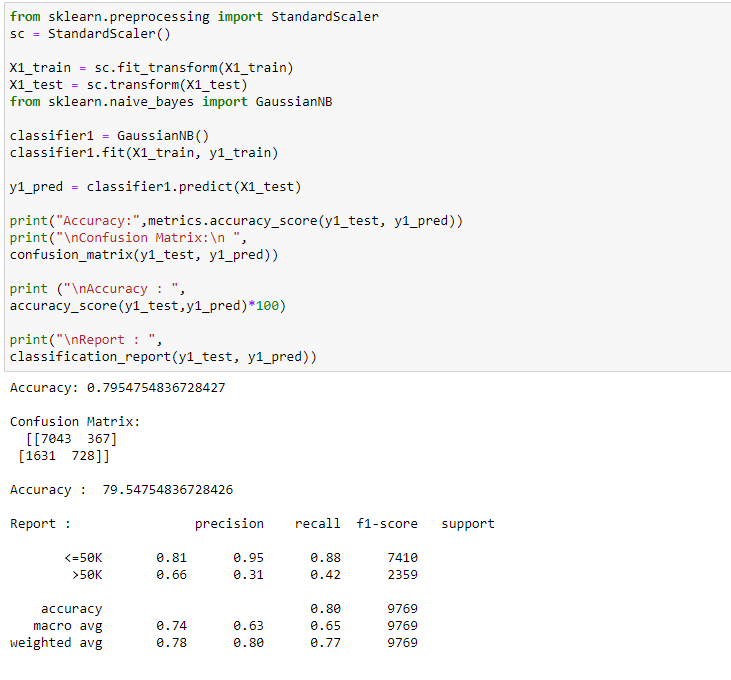 from sklearn.preprocessing import StandardScaler
sc = StandardScaler()
X1_train = sc.fit_transform(X1_train)
X1_test = sc.transform(X1_test)
from sklearn.naive_bayes import GaussianNB
classifier1 = GaussianNB()
classifier1.fit(X1_train, y1_train)
y1_pred = classifier1.predict(X1_test)
print("Accuracy:",metrics.accuracy_score(y1_test, y1_pred))
print("\nConfusion Matrix:\n ",
confusion_matrix(y1_test, y1_pred))
print ("\nAccuracy : ",
accuracy_score(y1_test,y1_pred)*100)
print("\nReport : ",
classification_report(y1_test, y1_pred))
Accuracy: 0.7954754836728427
Confusion Matrix:
[[7043 367]
[1631 728]]
Accuracy : 79.54754836728426
Report : precision recall f1-score support
<=50K 0.81 0.95 0.88 7410
>50K 0.66 0.31 0.42 2359
accuracy 0.80 9769
macro avg 0.74 0.63 0.65 9769
weighted avg 0.78 0.80 0.77 9769